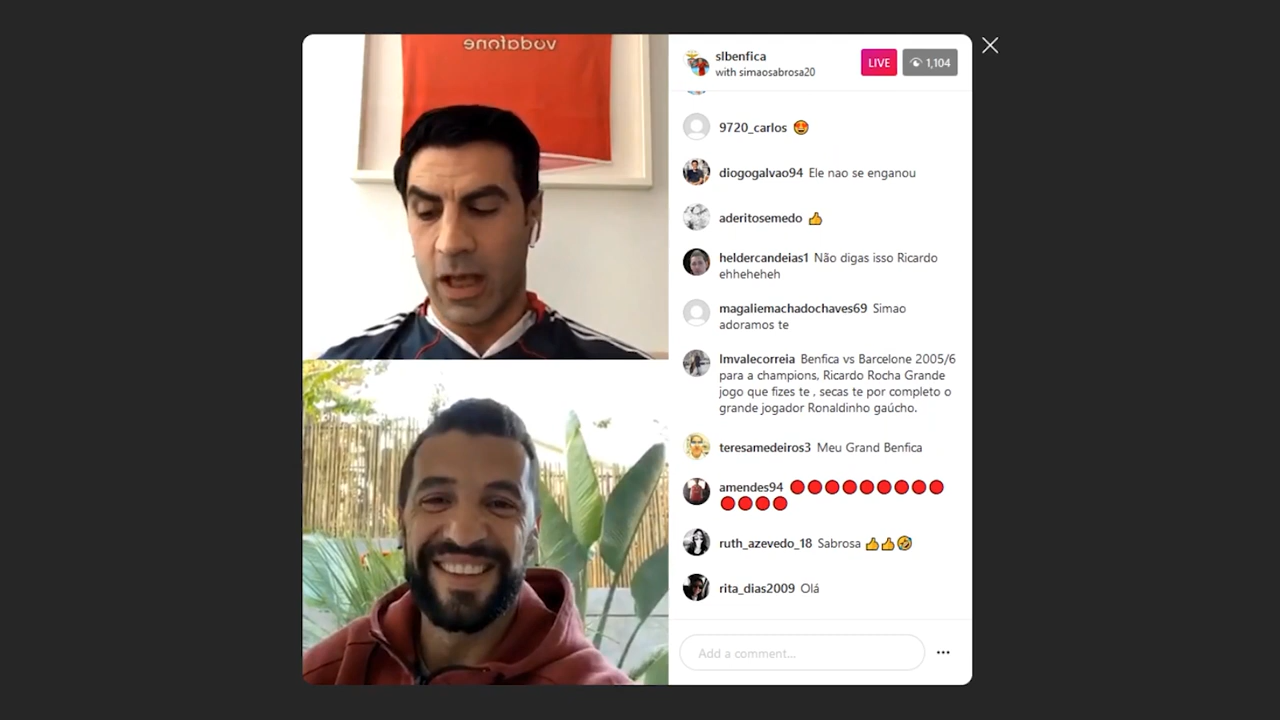 vodafone
slbenfica
with simaosabrosa20
LIVE
1,104
9720_carlos 😍
diogogalvao94 Ele nao se enganou
aderitosemedo 👍
heldercandeias1 Não digas isso Ricardo
ehheheheh
magaliemachadochaves69 Simao
adoramos te
lmvalecorreia Benfica vs Barcelone 2005/6
para a champions, Ricardo Rocha Grande
jogo que fizes te , secas te por completo o
grande jogador Ronaldinho gaúcho.
teresamedeiros3 Meu Grand Benfica
amendes94 🔴🔴🔴🔴🔴🔴🔴🔴🔴
🔴🔴🔴🔴
ruth_azevedo_18 Sabrosa 👍👍🤣
rita_dias2009 Olá
Add a comment...